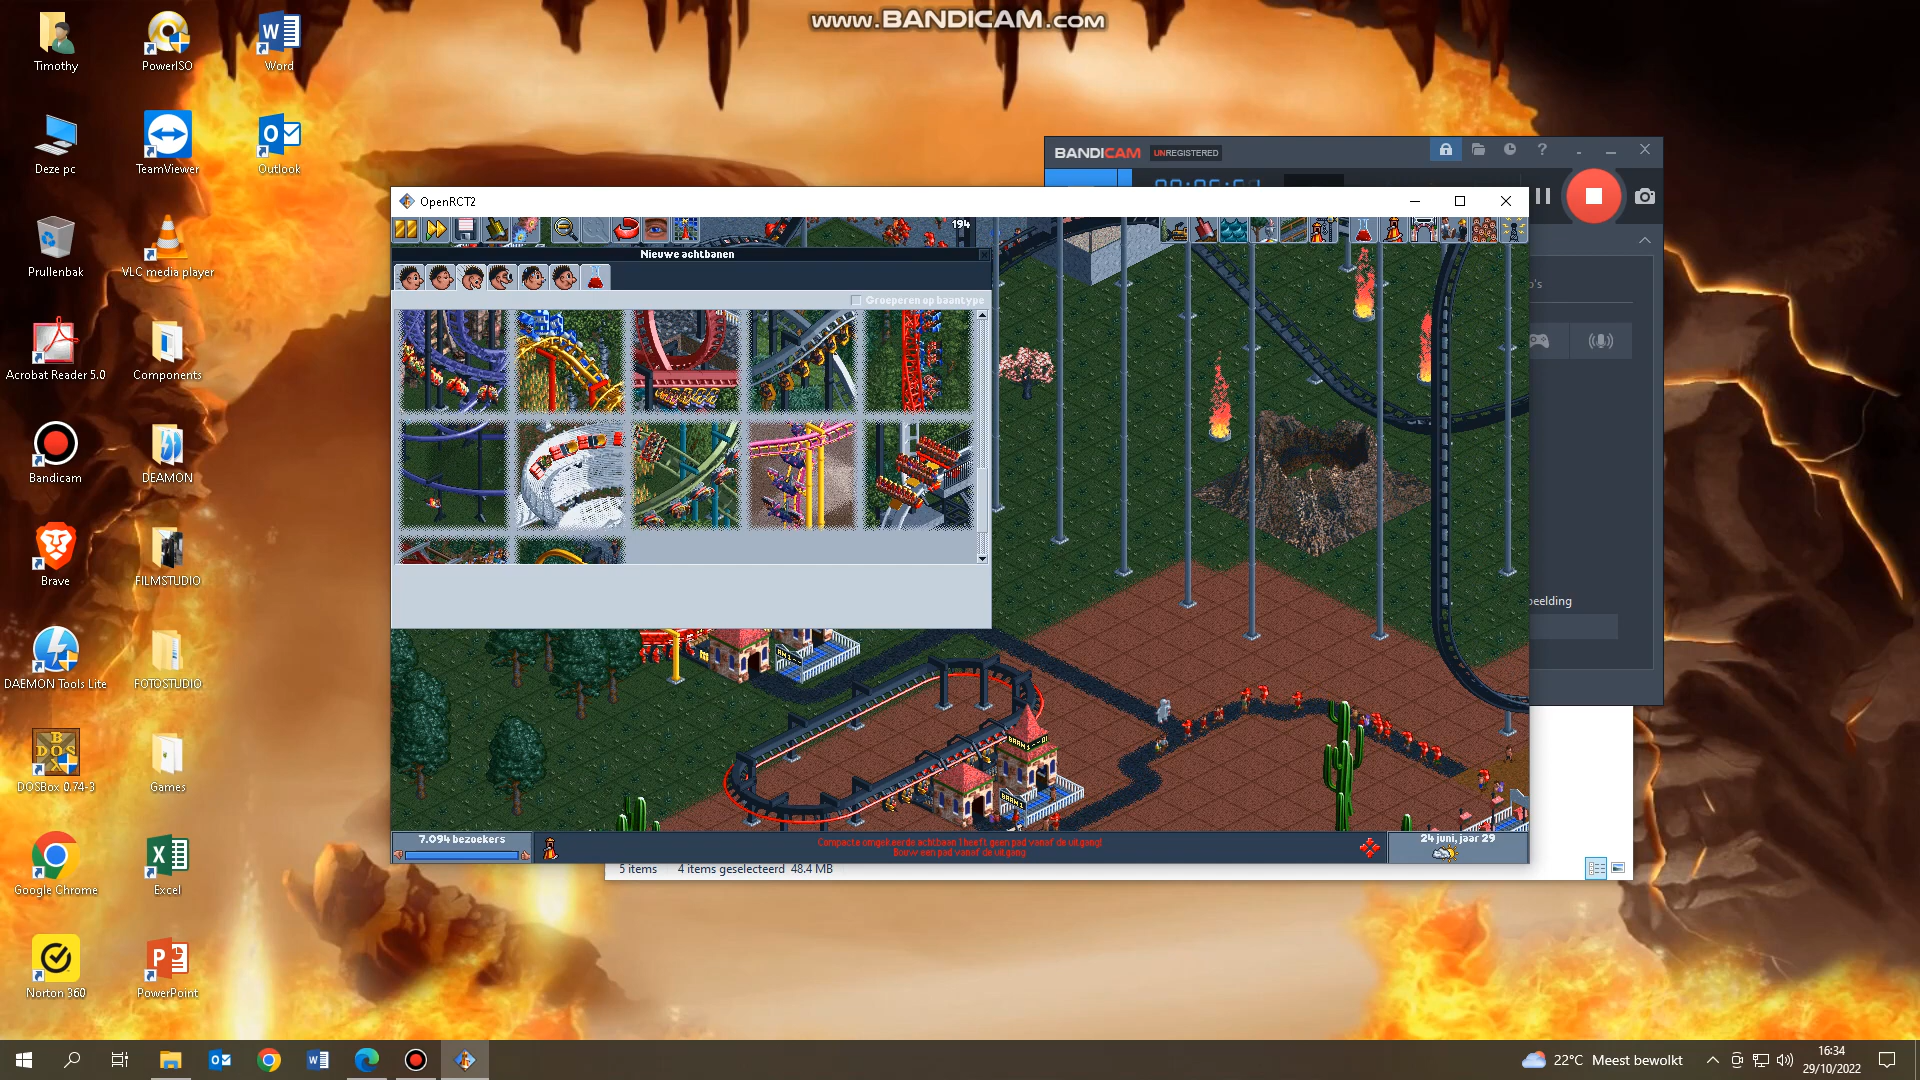 www.BANDICAM.com
Timothy
PowerISO
Word
Deze pc
TeamViewer
Outlook
Prullenbak
VLC media player
Acrobat Reader 5.0
Components
Bandicam
DEAMON
Brave
FILMSTUDIO
DAEMON Tools Lite
FOTOSTUDIO
DOSBox 0.74-3
Games
Google Chrome
Excel
Norton 360
PowerPoint
BANDICAM UNREGISTERED
OpenRCT2
194
Nieuwe achtbanen
Groeperen op baantype
beelding
BAAN 1
7.094 bezoekers
Compacte omgekeerde achtbaan 1 heeft geen pad vanaf de uitgang!
Bouw een pad vanaf de uitgang
24 juni, jaar 29
5 items
4 items geselecteerd 48.4 MB
22°C Meest bewolkt
16:34
29/10/2022